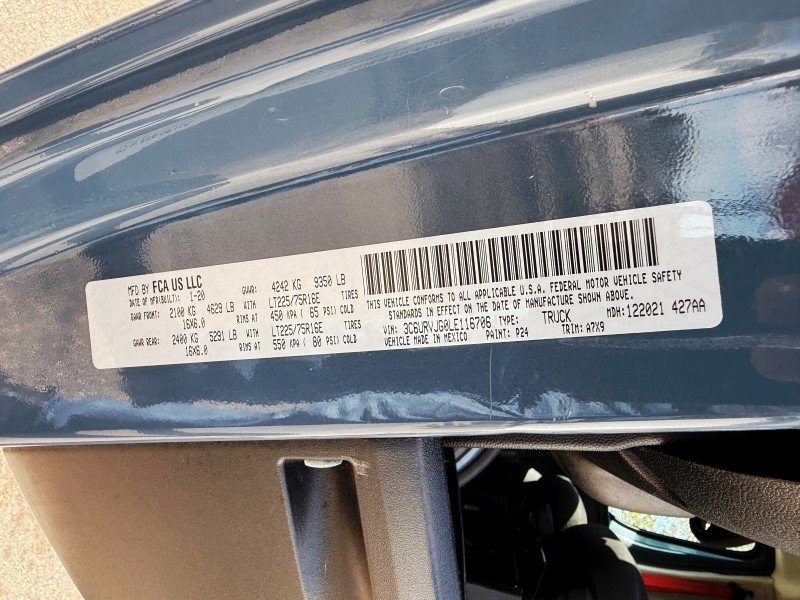 MFD BY FCA US LLC
DATE OF MFR(BUILT): 1-20 GVWR: 4242 KG 9350 LB
GAWR FRONT: 2100 KG 4629 LB WITH LT225/75R16E TIRES
16X6.0 RIMS AT 450 KPA ( 65 PSI) COLD
GAWR REAR: 2400 KG 5291 LB WITH LT225/75R16E TIRES
16X6.0 RIMS AT 550 KPA ( 80 PSI) COLD
THIS VEHICLE CONFORMS TO ALL APPLICABLE U.S.A. FEDERAL MOTOR VEHICLE SAFETY
STANDARDS IN EFFECT ON THE DATE OF MANUFACTURE SHOWN ABOVE.
VIN: 3C6URVJG0LE116706 TYPE: TRUCK MDH: 122021 427AA
VEHICLE MADE IN MEXICO PAINT: P24 TRIM: A7X9